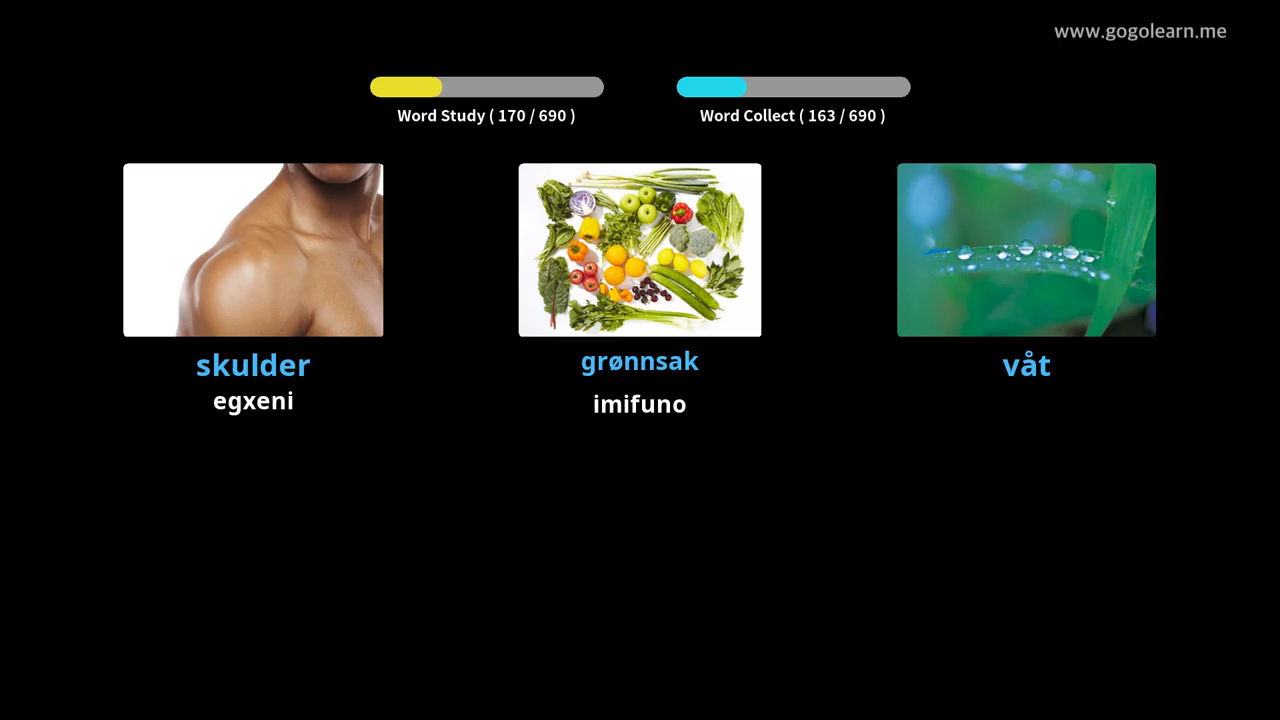 www.gogolearn.me
Word Study ( 170 / 690 )
Word Collect ( 163 / 690 )
skulder
egxeni
grønnsak
imifuno
våt